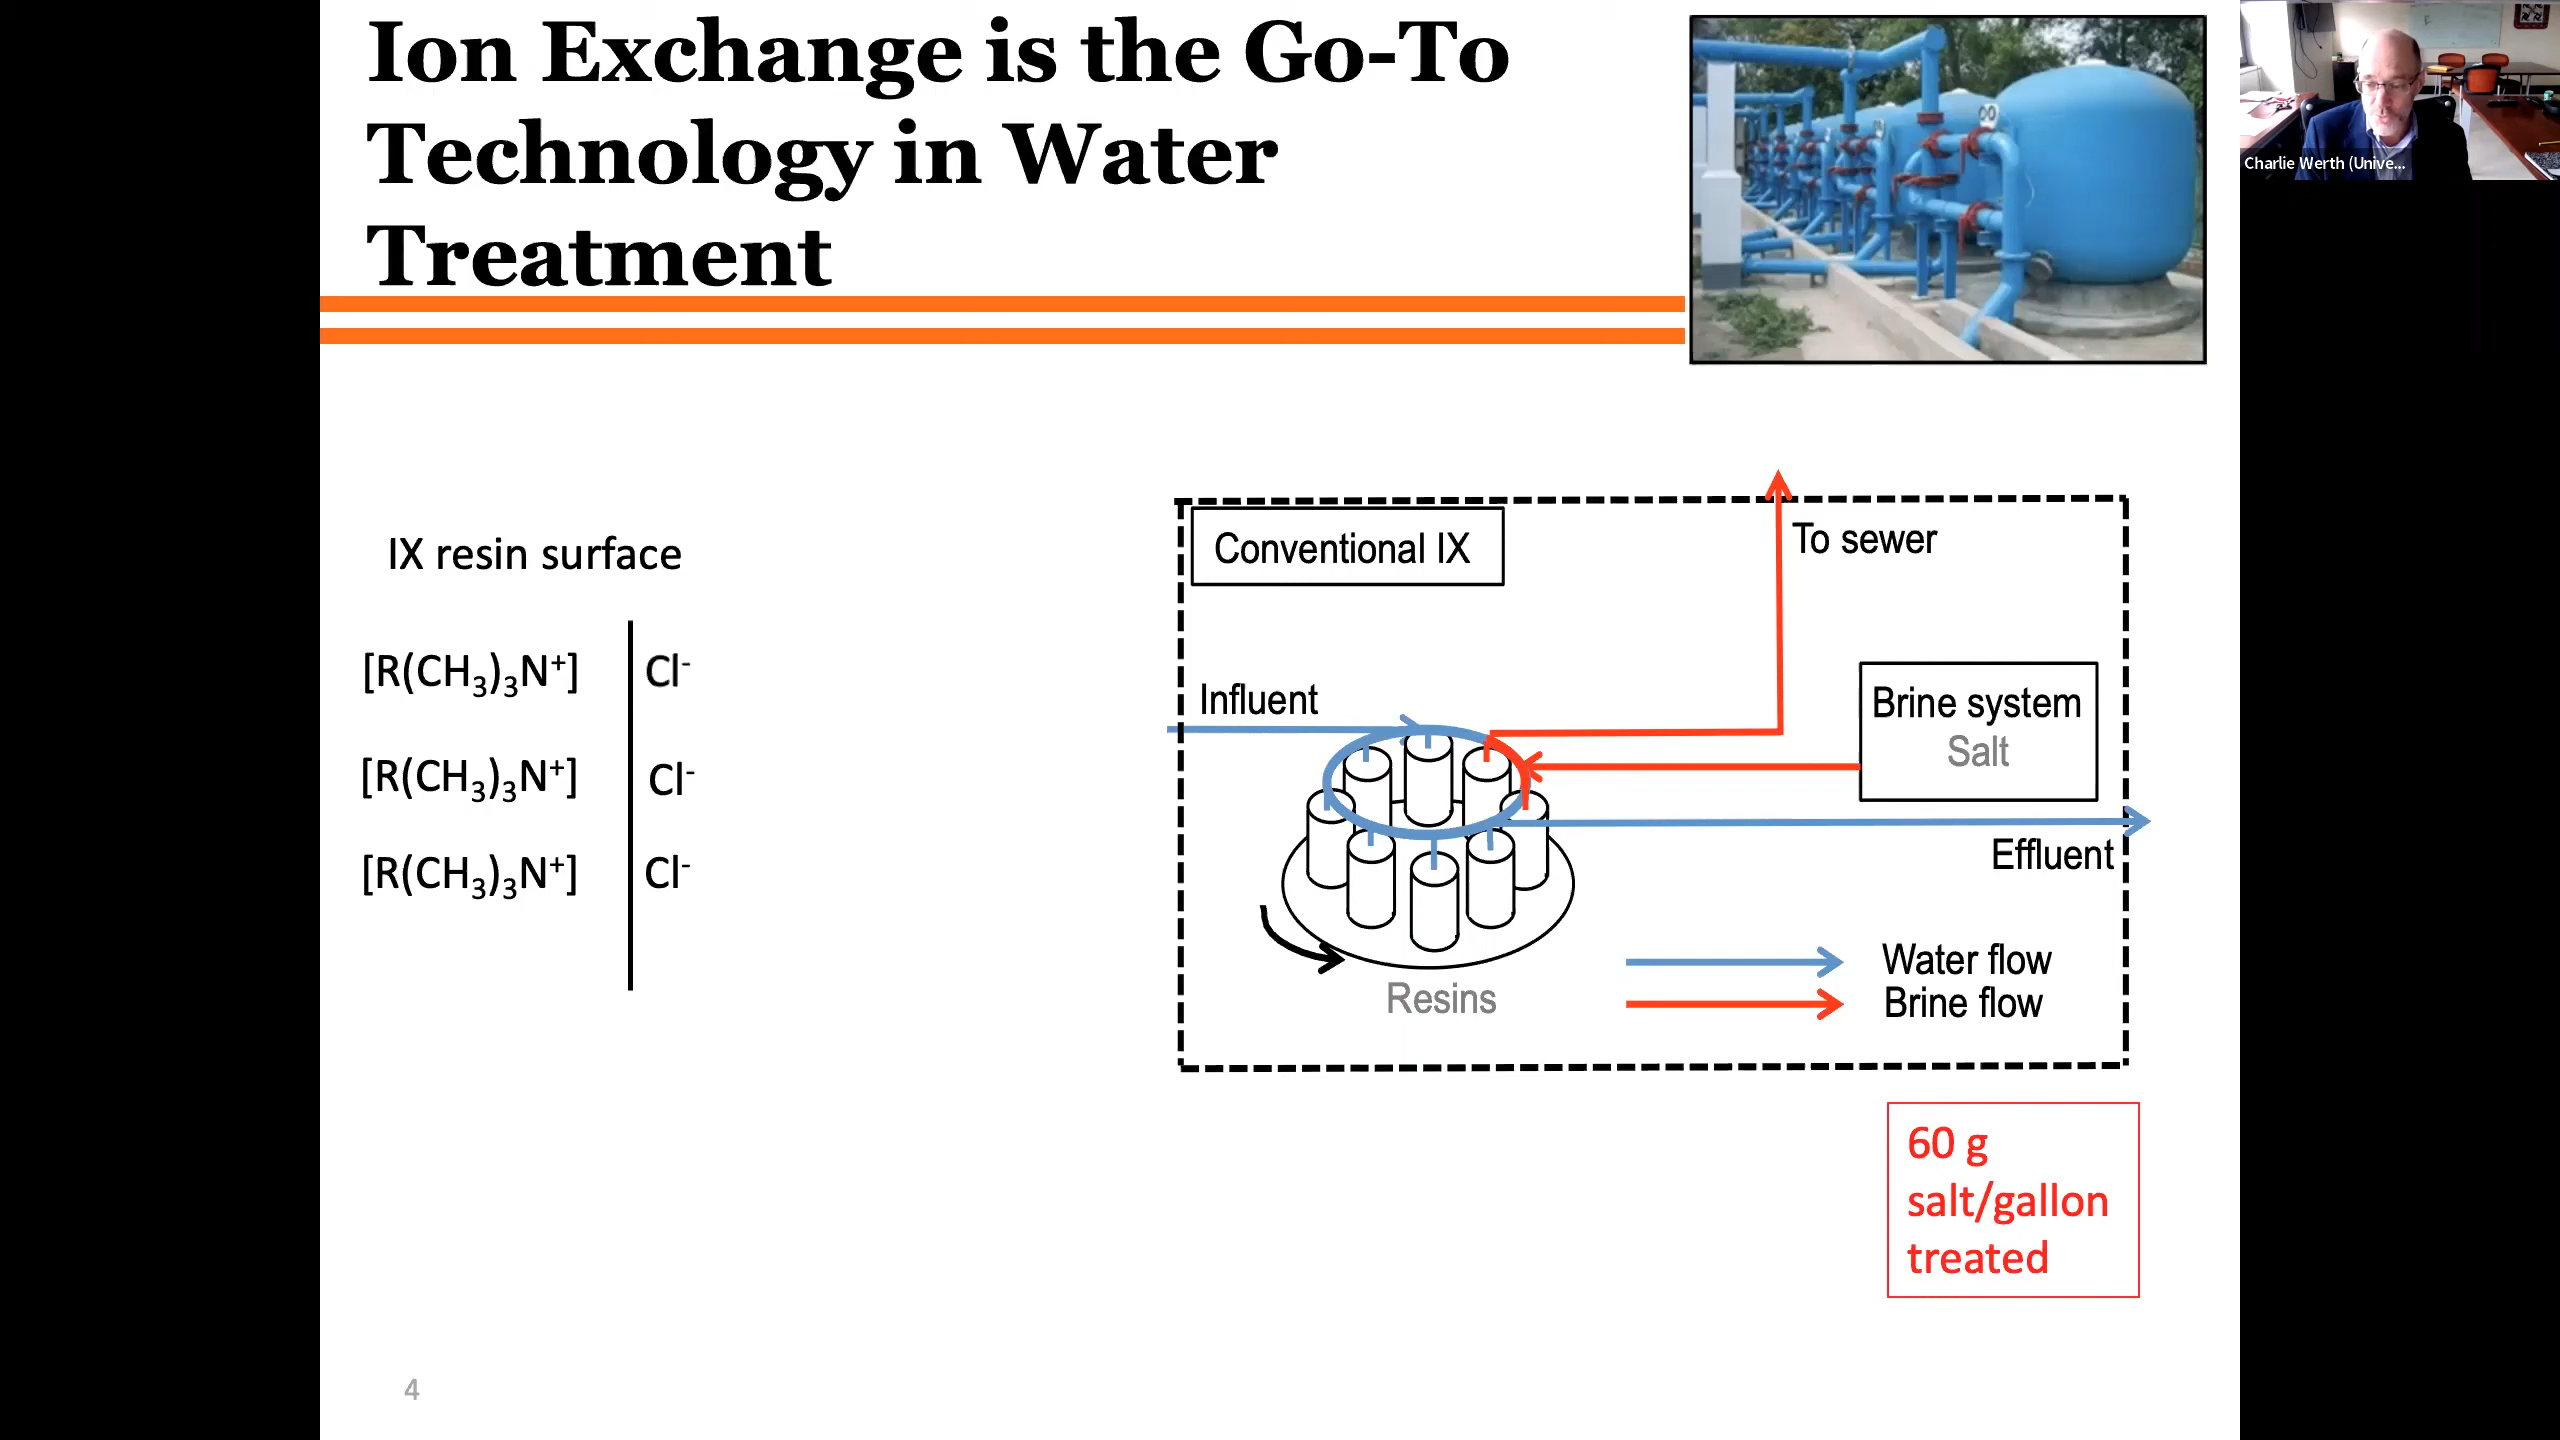 Ion Exchange is the Go-To
Technology in Water
Treatment
Charlie Werth (Unive...
IX resin surface
[R(CH₃)₃N⁺] Cl⁻
[R(CH₃)₃N⁺] Cl⁻
[R(CH₃)₃N⁺] Cl⁻
Conventional IX
To sewer
Influent
Brine system
Salt
Effluent
Resins
Water flow
Brine flow
60 g
salt/gallon
treated
4